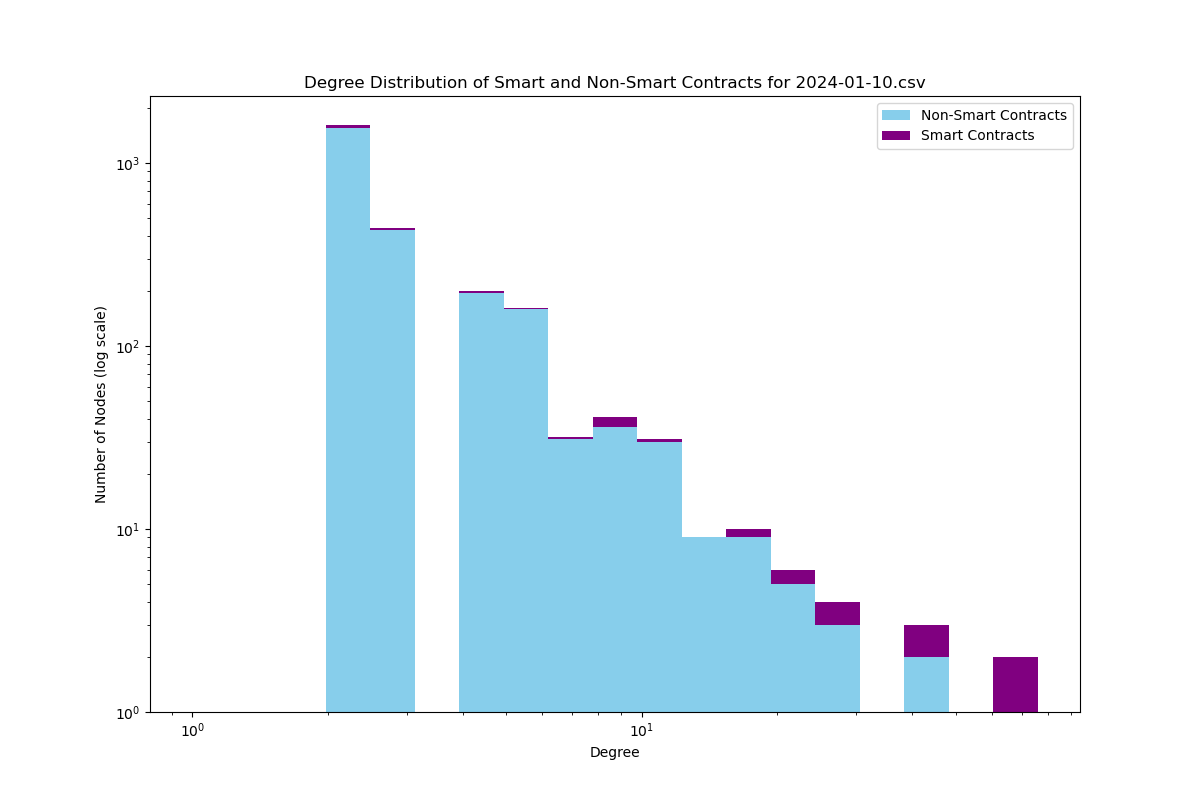 Degree Distribution of Smart and Non-Smart Contracts for 2024-01-10.csv
Non-Smart Contracts
Smart Contracts
Number of Nodes (log scale)
10³
10²
10¹
10⁰
10⁰ 10¹
Degree